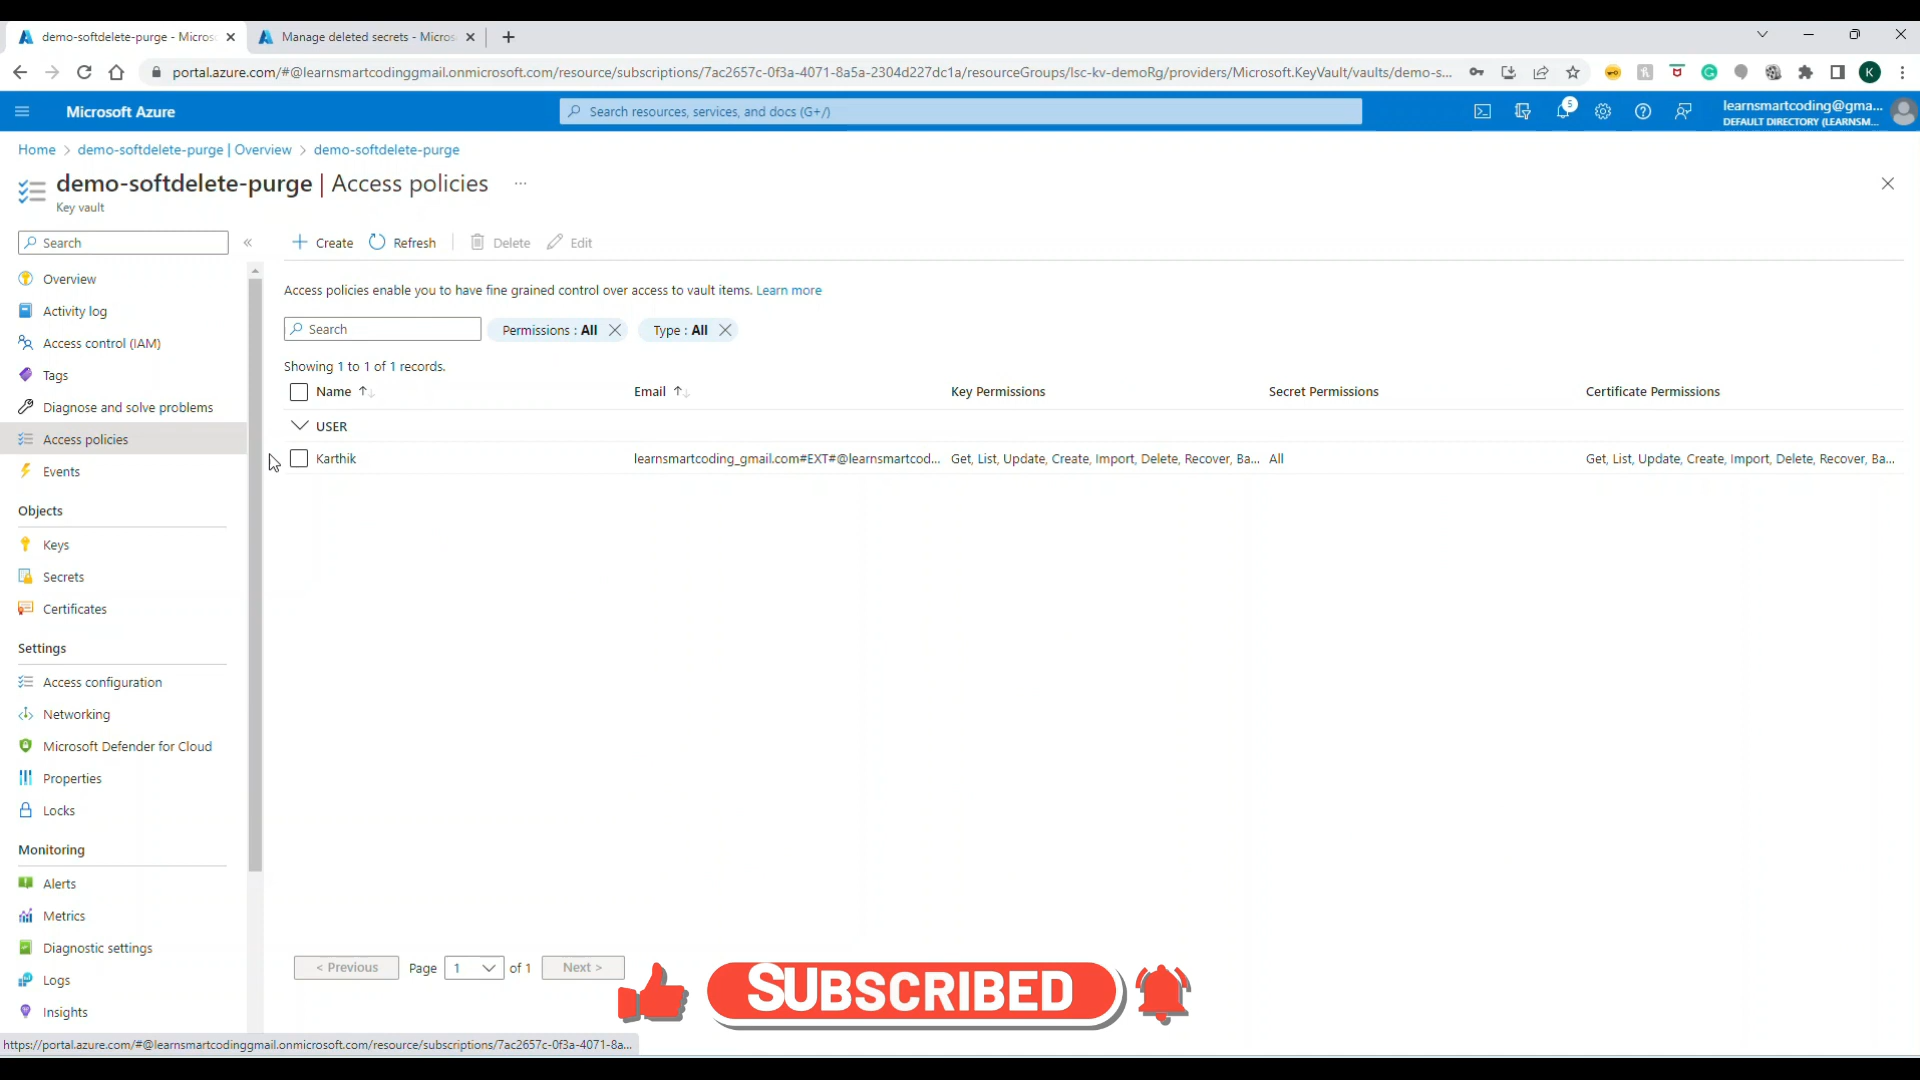 demo-softdelete-purge - Micros
Manage deleted secrets - Micros
portal.azure.com/#@learnsmartcodinggmail.onmicrosoft.com/resource/subscriptions/7ac2657c-0f3a-4071-8a5a-2304d227dc1a/resourceGroups/lsc-kv-demoRg/providers/Microsoft.KeyVault/vaults/demo-s...
K
Microsoft Azure
Search resources, services, and docs (G+/)
5
learnsmartcoding@gma...
DEFAULT DIRECTORY (LEARNSM...
Home > demo-softdelete-purge | Overview > demo-softdelete-purge
demo-softdelete-purge | Access policies ...
Key vault
Search
«
Create
Refresh
Delete
Edit
Overview
Activity log
Access control (IAM)
Tags
Diagnose and solve problems
Access policies
Events
Objects
Keys
Secrets
Certificates
Settings
Access configuration
Networking
Microsoft Defender for Cloud
Properties
Locks
Monitoring
Alerts
Metrics
Diagnostic settings
Logs
Insights
Access policies enable you to have fine grained control over access to vault items. Learn more
Search
Permissions : All
Type : All
Showing 1 to 1 of 1 records.
Name Email Key Permissions Secret Permissions Certificate Permissions
USER
Karthik learnsmartcoding_gmail.com#EXT#@learnsmartcod... Get, List, Update, Create, Import, Delete, Recover, Ba... All Get, List, Update, Create, Import, Delete, Recover, Ba...
< Previous Page 1 of 1 Next >
SUBSCRIBED
https://portal.azure.com/#@learnsmartcodinggmail.onmicrosoft.com/resource/subscriptions/7ac2657c-0f3a-4071-8a...